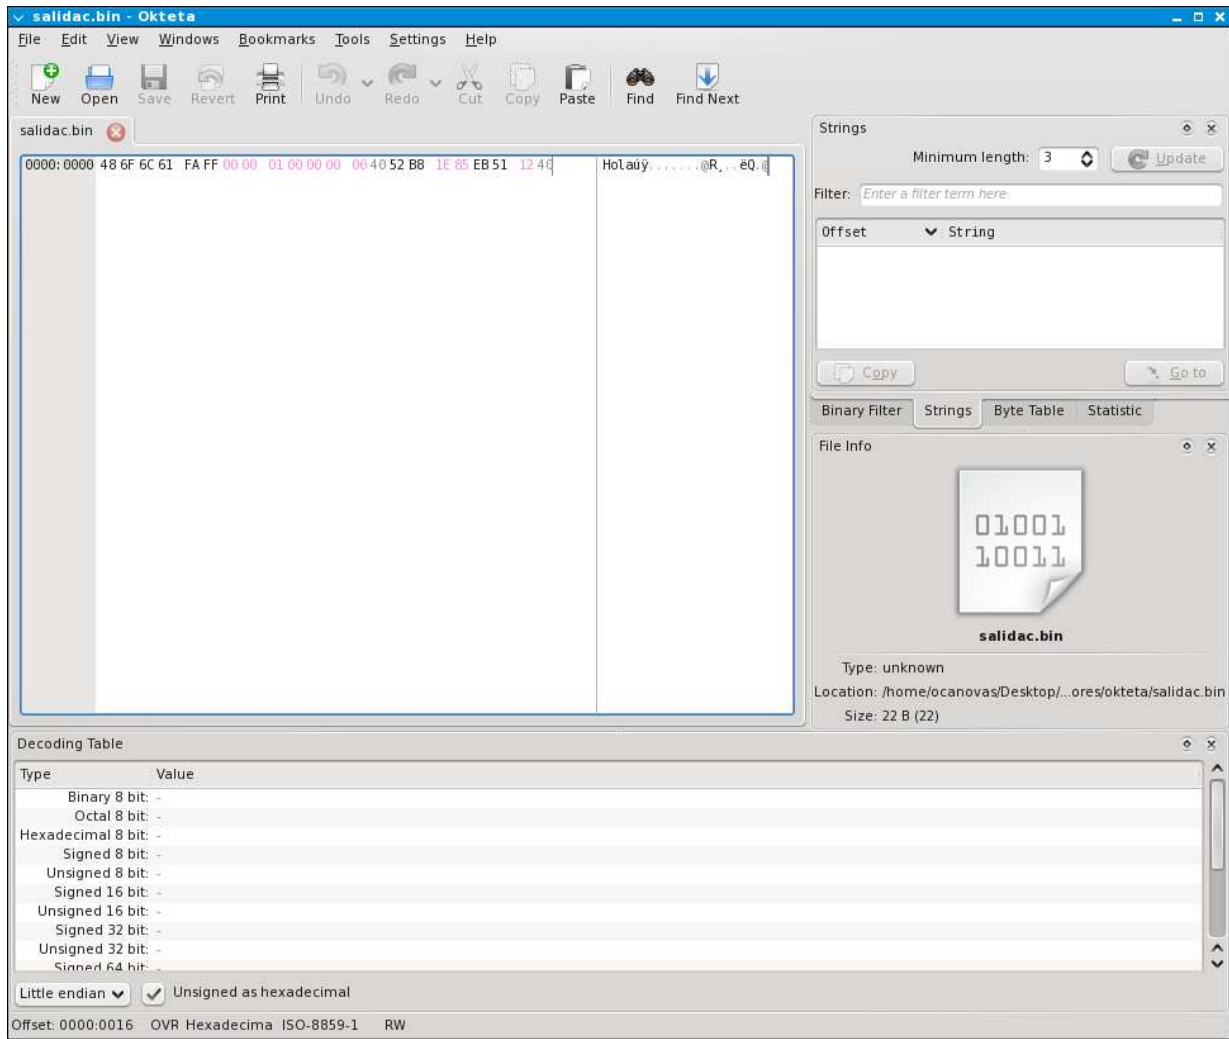 salidac.bin - Okteta
File Edit View Windows Bookmarks Tools Settings Help
New Open Save Revert Print Undo Redo Cut Copy Paste Find Find Next
salidac.bin
0000:0000 48 6F 6C 61 FA FF 00 00 01 00 00 00 00 40 52 B8 1E 85 EB 51 12 40 Holaúÿ.......@R¸..ëQ.@
Strings
Minimum length: 3 Update
Filter: Enter a filter term here.
Offset String
Copy Go to
Binary Filter Strings Byte Table Statistic
File Info
01001
10011
salidac.bin
Type: unknown
Location: /home/ocanovas/Desktop/...ores/okteta/salidac.bin
Size: 22 B (22)
Decoding Table
Type Value
Binary 8 bit: -
Octal 8 bit: -
Hexadecimal 8 bit: -
Signed 8 bit: -
Unsigned 8 bit: -
Signed 16 bit: -
Unsigned 16 bit: -
Signed 32 bit: -
Unsigned 32 bit: -
Signed 64 bit: -
Little endian Unsigned as hexadecimal
Offset: 0000:0016 OVR Hexadecima ISO-8859-1 RW